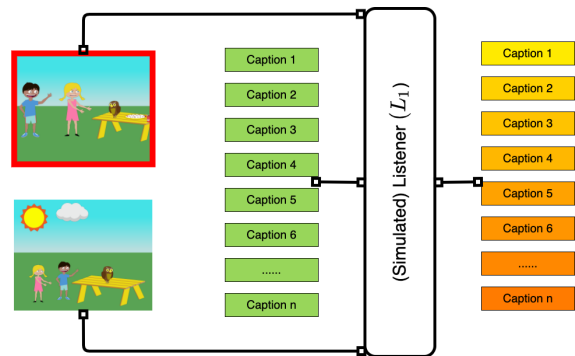 Caption 1
Caption 2
Caption 3
Caption 4
Caption 5
Caption 6
......
Caption n
(Simulated) Listener (L₁)
Caption 1
Caption 2
Caption 3
Caption 4
Caption 5
Caption 6
......
Caption n